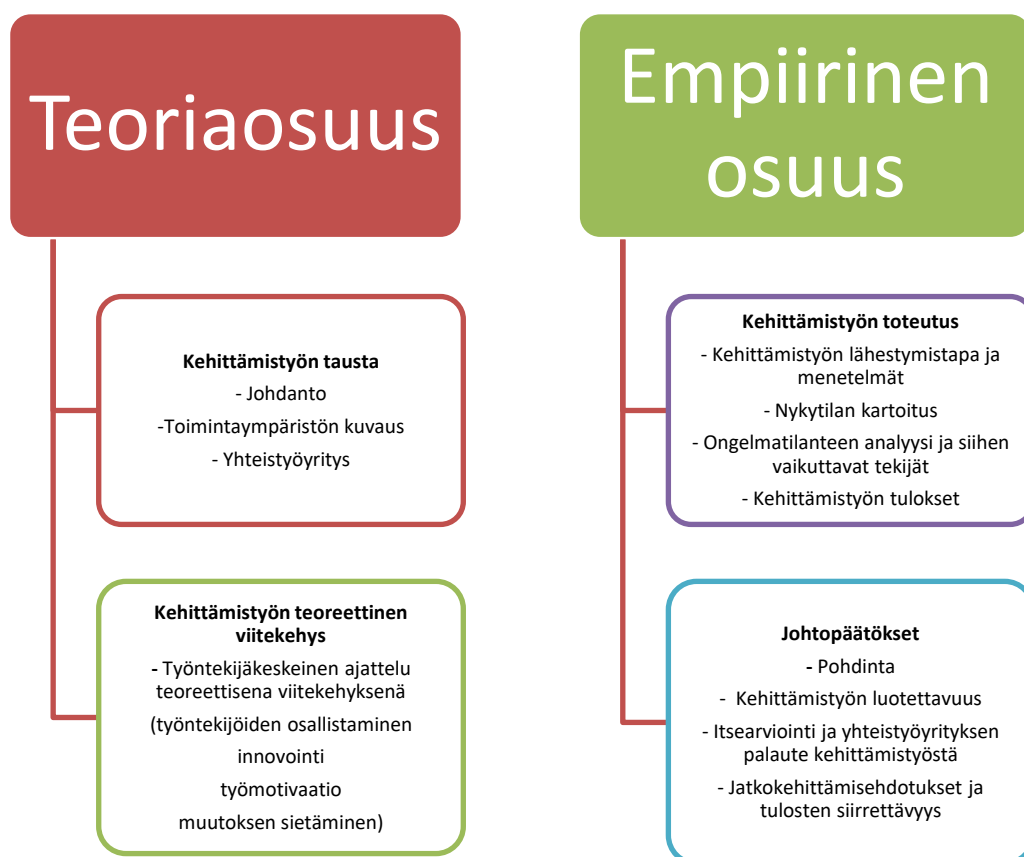 Teoriaosuus
Kehittämistyön tausta
- Johdanto
-Toimintaympäristön kuvaus
- Yhteistyöyritys
Kehittämistyön teoreettinen
viitekehys
- Työntekijäkeskeinen ajattelu
teoreettisena viitekehyksenä
(työntekijöiden osallistaminen
innovointi
työmotivaatio
muutoksen sietäminen)
Empiirinen
osuus
Kehittämistyön toteutus
- Kehittämistyön lähestymistapa ja
menetelmät
- Nykytilan kartoitus
- Ongelmatilanteen analyysi ja siihen
vaikuttavat tekijät
- Kehittämistyön tulokset
Johtopäätökset
- Pohdinta
- Kehittämistyön luotettavuus
- Itsearviointi ja yhteistyöyrityksen
palaute kehittämistyöstä
- Jatkokehittämisehdotukset ja
tulosten siirrettävyys